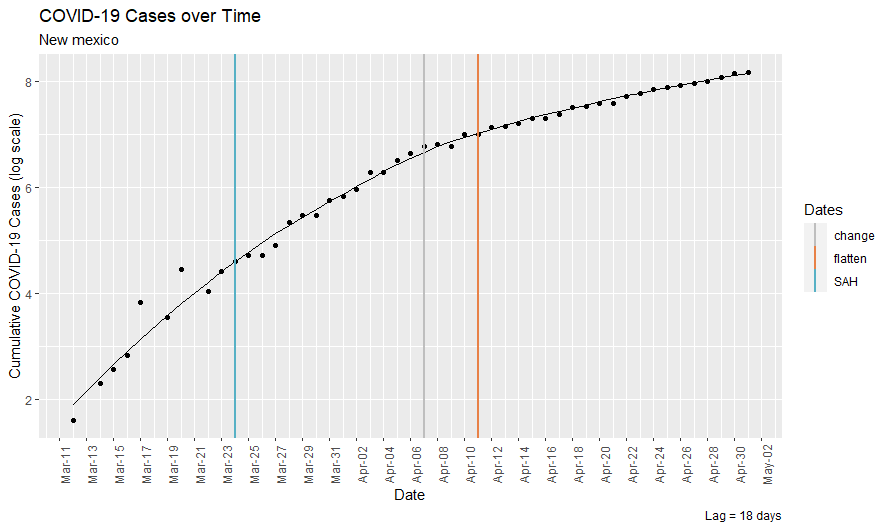 COVID-19 Cases over Time
New mexico
Cumulative COVID-19 Cases (log scale)
8
6
4
2
Mar-11
Mar-13
Mar-15
Mar-17
Mar-19
Mar-21
Mar-23
Mar-25
Mar-27
Mar-29
Mar-31
Apr-02
Apr-04
Apr-06
Apr-08
Apr-10
Apr-12
Apr-14
Apr-16
Apr-18
Apr-20
Apr-22
Apr-24
Apr-26
Apr-28
Apr-30
May-02
Date
Dates
change
flatten
SAH
Lag = 18 days